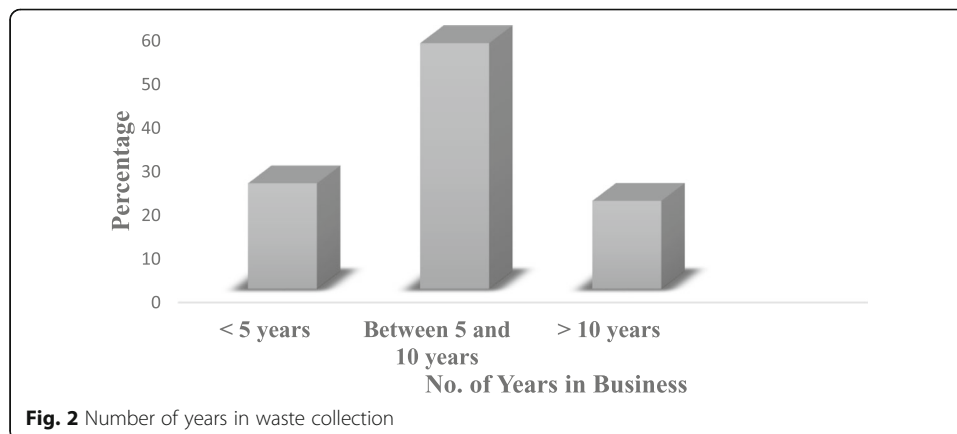 60
50
40
30
20
10
0
Percentage
< 5 years
Between 5 and
10 years
> 10 years
No. of Years in Business
Fig. 2 Number of years in waste collection